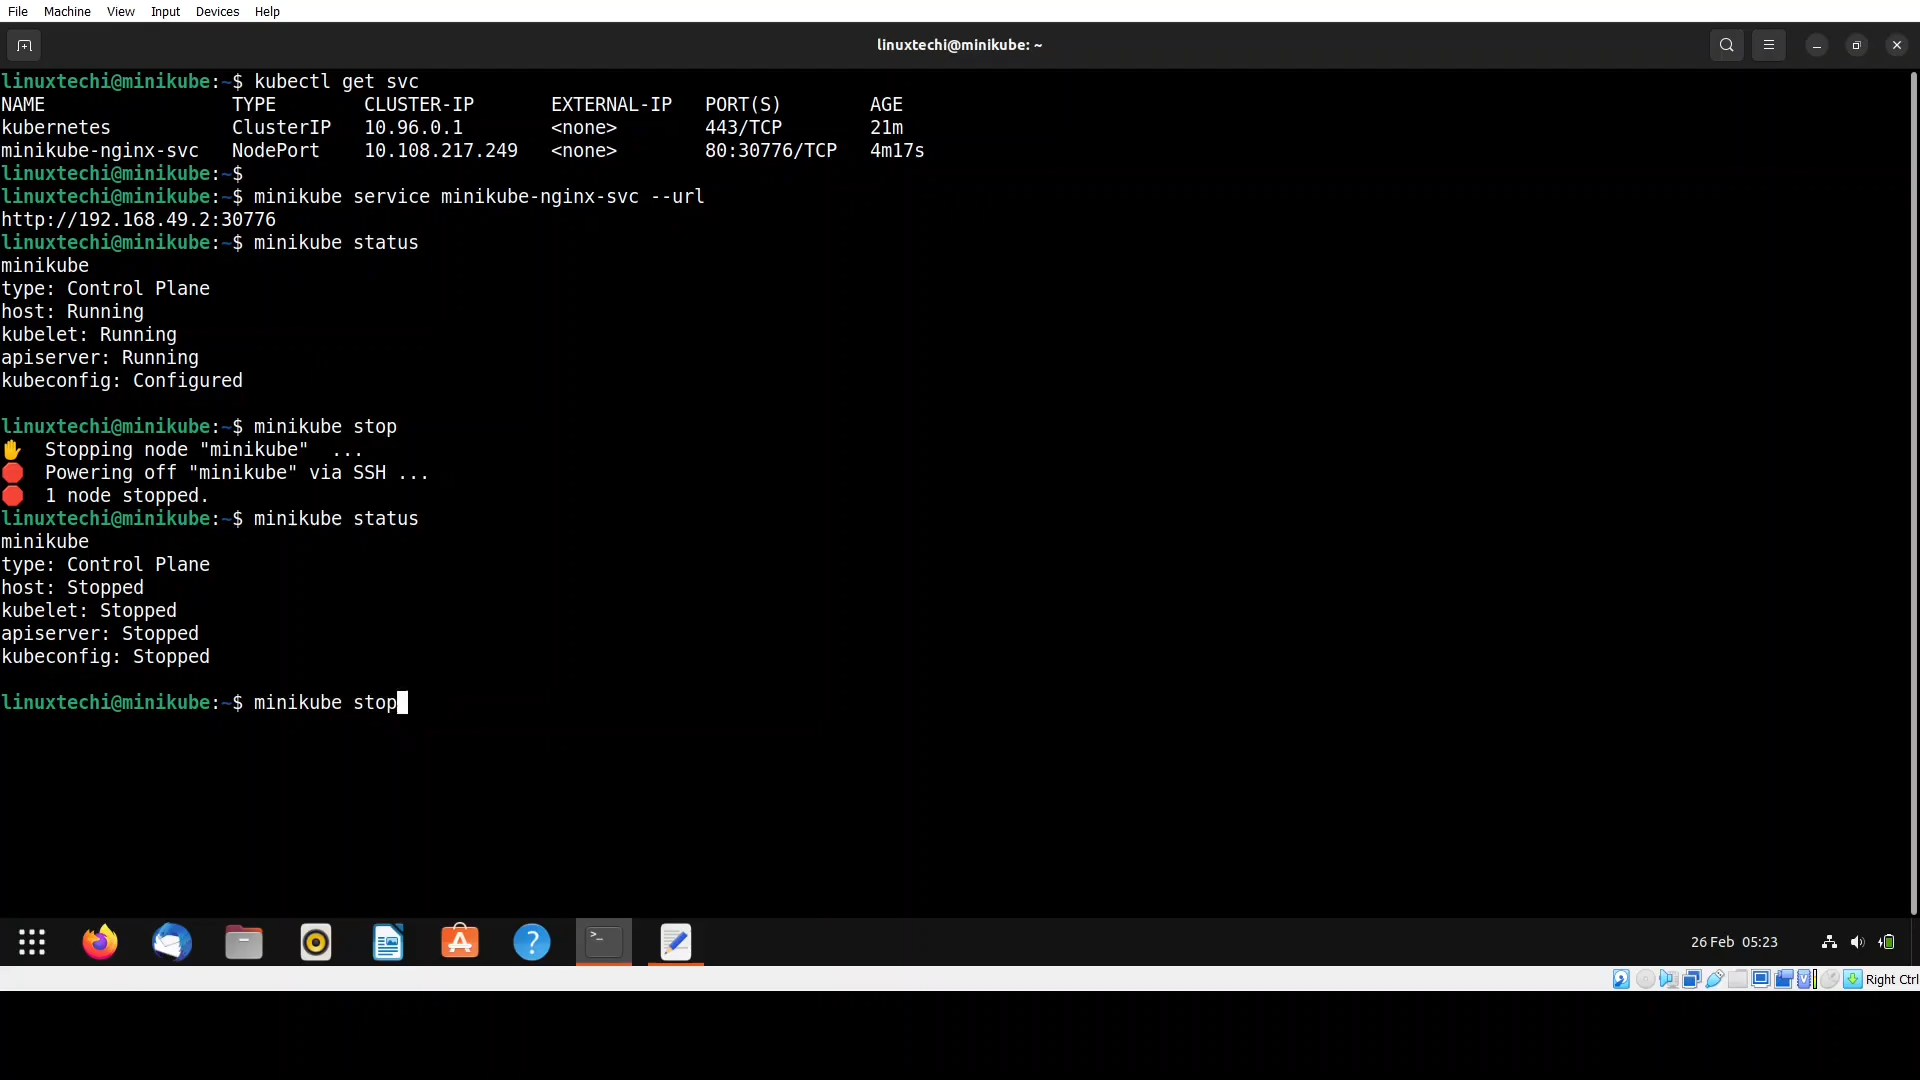 File Machine View Input Devices Help
linuxtechi@minikube: ~
linuxtechi@minikube:~$ kubectl get svc
NAME TYPE CLUSTER-IP EXTERNAL-IP PORT(S) AGE
kubernetes ClusterIP 10.96.0.1 <none> 443/TCP 21m
minikube-nginx-svc NodePort 10.108.217.249 <none> 80:30776/TCP 4m17s
linuxtechi@minikube:~$
linuxtechi@minikube:~$ minikube service minikube-nginx-svc --url
http://192.168.49.2:30776
linuxtechi@minikube:~$ minikube status
minikube
type: Control Plane
host: Running
kubelet: Running
apiserver: Running
kubeconfig: Configured
linuxtechi@minikube:~$ minikube stop
Stopping node "minikube" ...
Powering off "minikube" via SSH ...
1 node stopped.
linuxtechi@minikube:~$ minikube status
minikube
type: Control Plane
host: Stopped
kubelet: Stopped
apiserver: Stopped
kubeconfig: Stopped
linuxtechi@minikube:~$ minikube stop
26 Feb 05:23
Right Ctrl